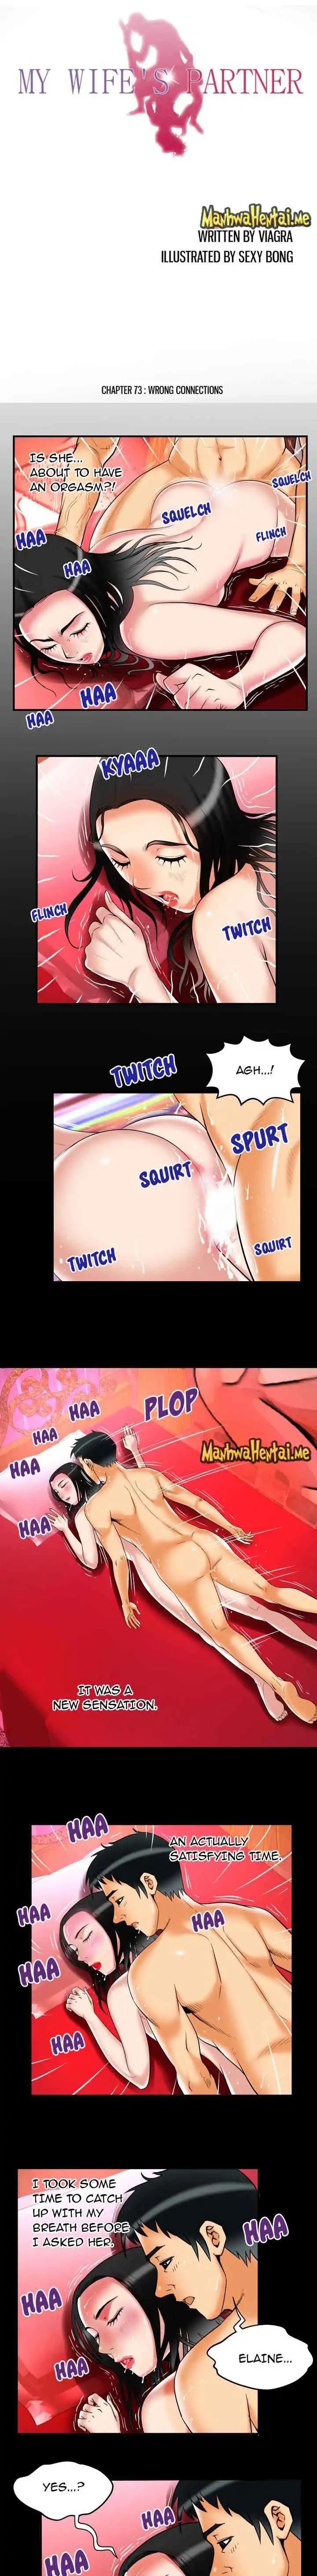 MY WIFE'S PARTNER
ManhwaHentai.me
WRITTEN BY VIAGRA
ILLUSTRATED BY SEXY BONG
CHAPTER 73 : WRONG CONNECTIONS
IS SHE...
ABOUT TO HAVE
AN ORGASM?!
SQUELCH
SQUELCH
FLINCH
HAA
HAA
HAA
HAA
KYAAA
FLINCH
TWITCH
TWITCH
AGH...!
SPURT
SQUIRT
SQUIRT
TWITCH
PLOP
HAA
HAA
HAA
ManhwaHentai.me
HAA
IT WAS A
NEW SENSATION.
HAA
AN ACTUALLY
SATISFYING TIME.
HAA
HAA
HAA
HAA
I TOOK SOME
TIME TO CATCH
UP WITH MY
BREATH BEFORE
I ASKED HER.
HAA
HAA
ELAINE...
HAA
YES...?
HAA
HAA